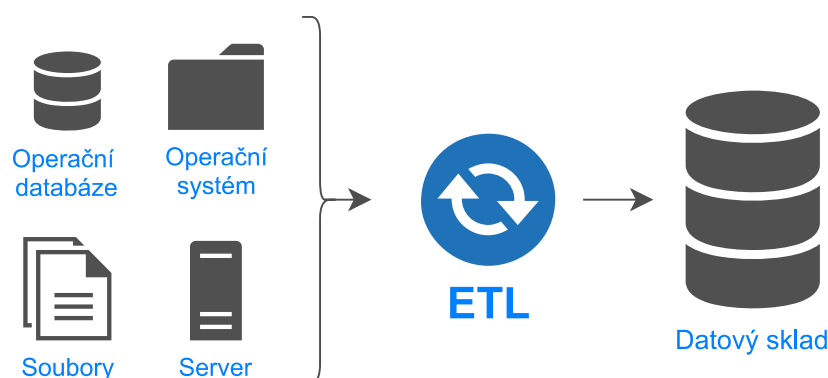 Operační
databáze
Operační
systém
Soubory
Server
ETL
Datový sklad